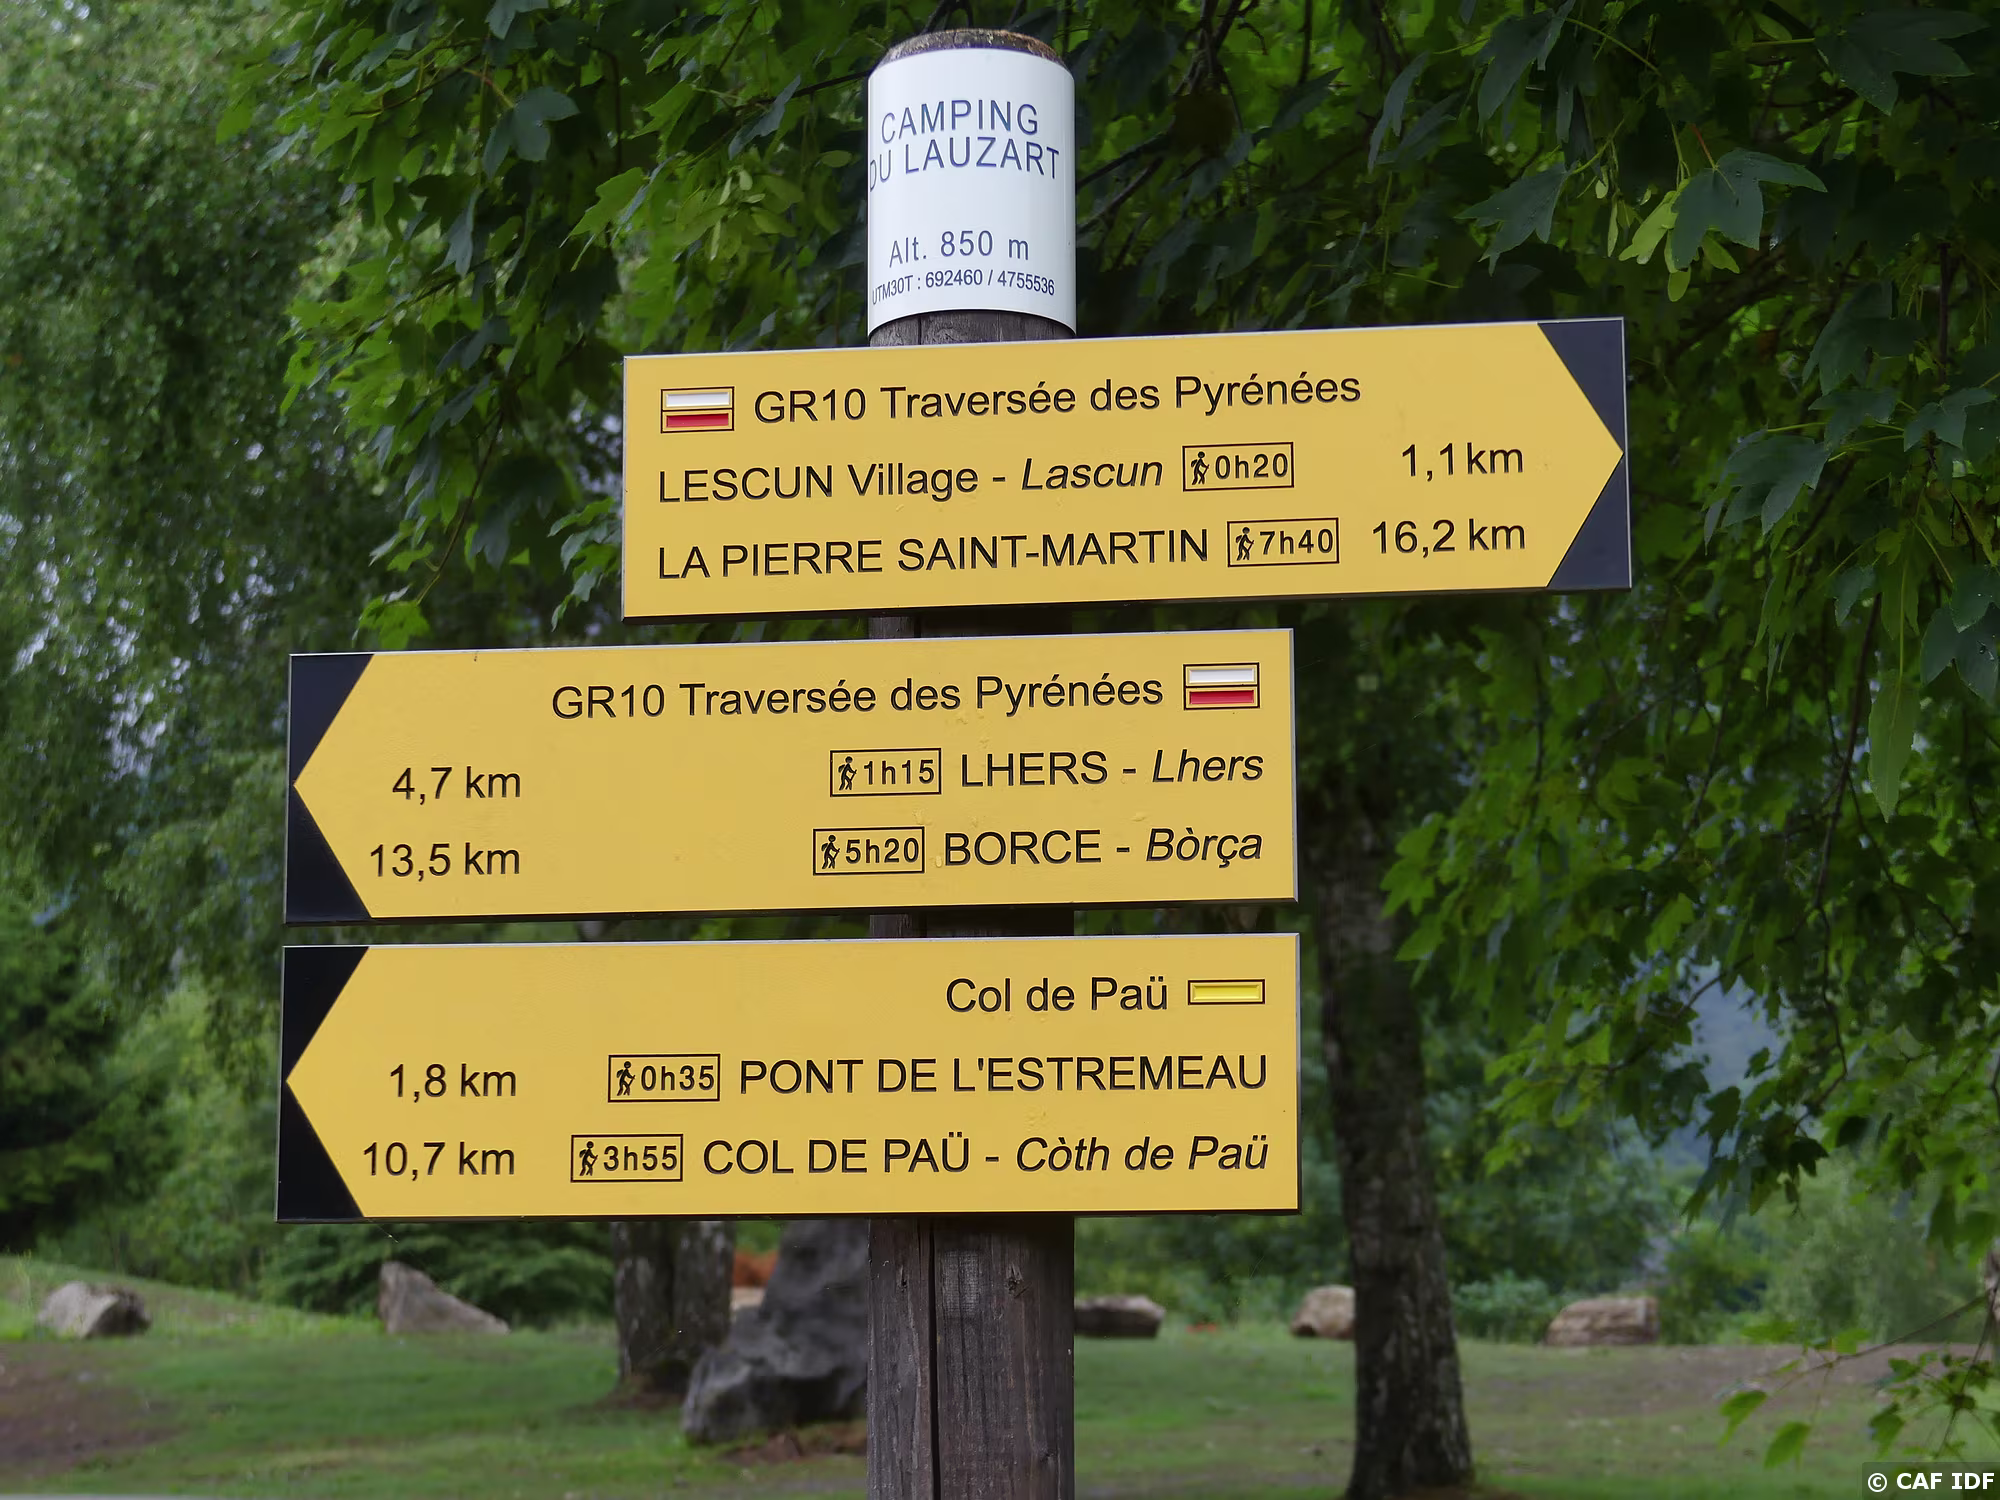 CAMPING
DU LAUZART
Alt. 850 m
UTM30T : 692460 / 4755536
GR10 Traversée des Pyrénées
LESCUN Village - Lascun 0h20 1,1 km
LA PIERRE SAINT-MARTIN 7h40 16,2 km
GR10 Traversée des Pyrénées
4,7 km 1h15 LHERS - Lhers
13,5 km 5h20 BORCE - Bòrça
Col de Paü
1,8 km 0h35 PONT DE L'ESTREMEAU
10,7 km 3h55 COL DE PAÜ - Còth de Paü
© CAF IDF